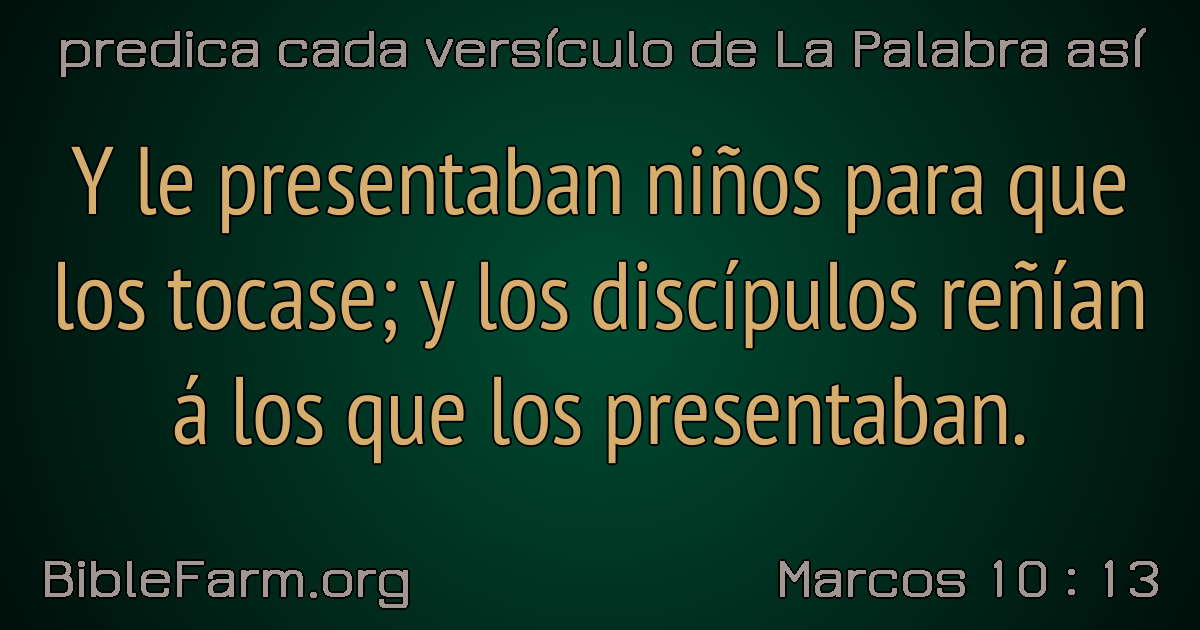 predica cada versículo de La Palabra así
Y le presentaban niños para que
los tocase; y los discípulos reñían
á los que los presentaban.
BibleFarm.org
Marcos 10 : 13